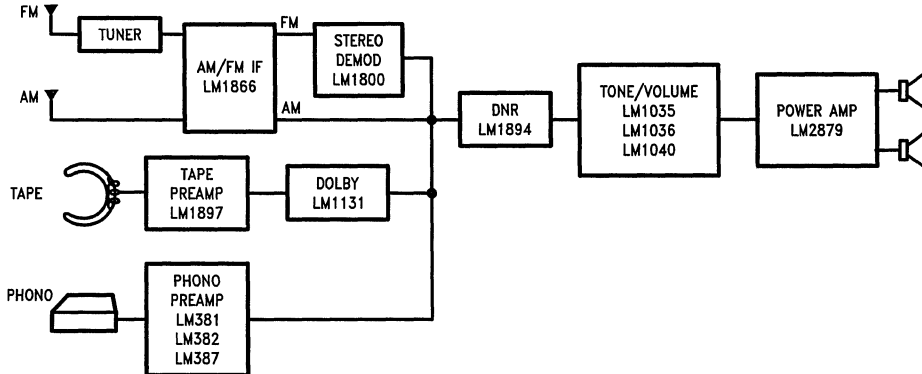 FM
TUNER
AM/FM IF
LM1866
FM
STEREO
DEMOD
LM1800
AM
AM
DNR
LM1894
TONE/VOLUME
LM1035
LM1036
LM1040
POWER AMP
LM2879
TAPE
TAPE
PREAMP
LM1897
DOLBY
LM1131
PHONO
PHONO
PREAMP
LM381
LM382
LM387